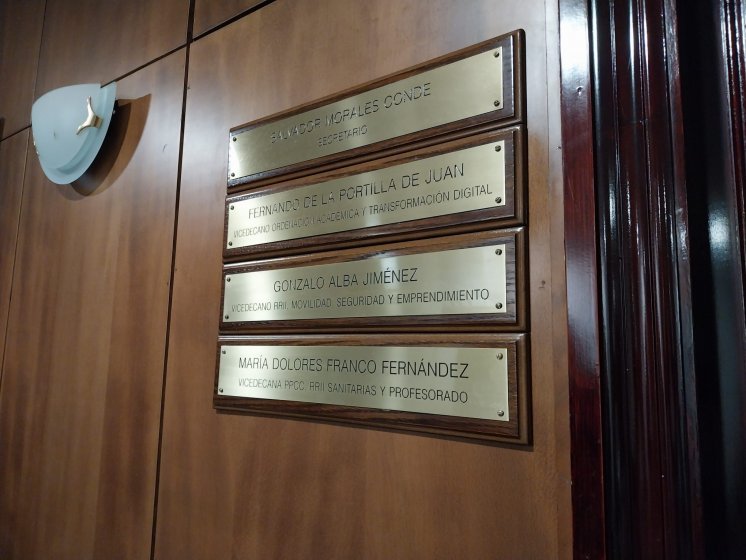 SALVADOR MORALES CONDE
SECRETARIO
FERNANDO DE LA PORTILLA DE JUAN
VICEDECANO ORDENACIÓN ACADÉMICA Y TRANSFORMACIÓN DIGITAL
GONZALO ALBA JIMÉNEZ
VICEDECANO RRII, MOVILIDAD, SEGURIDAD Y EMPRENDIMIENTO
MARÍA DOLORES FRANCO FERNÁNDEZ
VICEDECANA PPCC, RRII SANITARIAS Y PROFESORADO